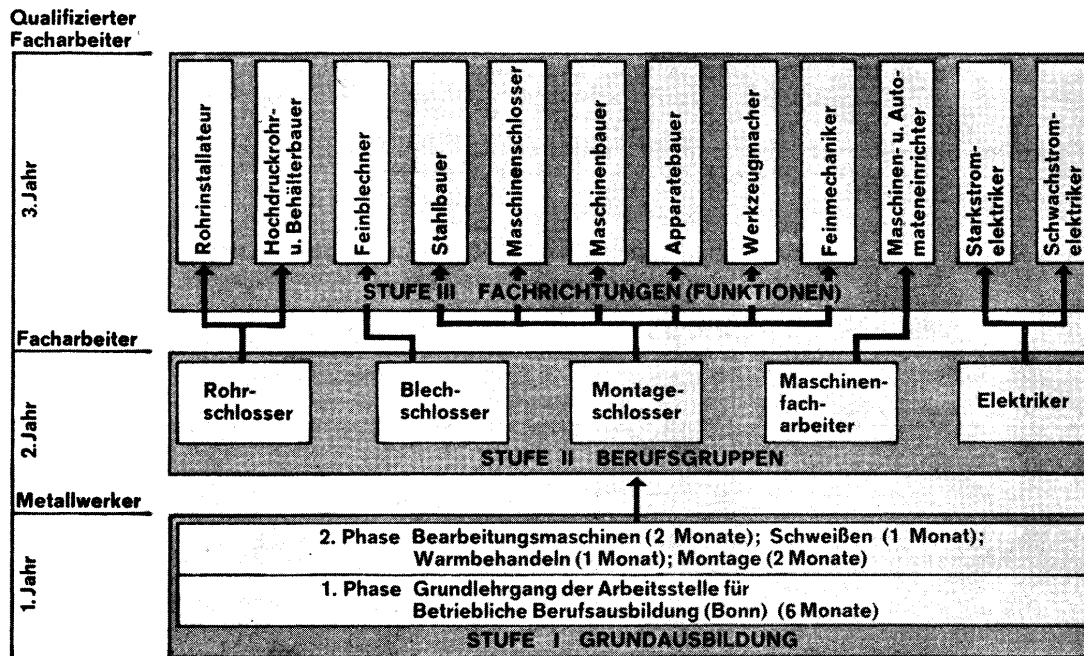 Qualifizierter
Facharbeiter
3.Jahr
Rohrinstallateur
Hochdruckrohr-
u. Behälterbauer
Feinblechner
Stahlbauer
Maschinenschlosser
Maschinenbauer
Apparatebauer
Werkzeugmacher
Feinmechaniker
Maschinen- u. Auto-
mateneinrichter
Starkstrom-
elektriker
Schwachstrom-
elektriker
STUFE III FACHRICHTUNGEN (FUNKTIONEN)
Facharbeiter
2.Jahr
Rohr-
schlosser
Blech-
schlosser
Montage-
schlosser
Maschinen-
fach-
arbeiter
Elektriker
STUFE II BERUFSGRUPPEN
Metallwerker
1.Jahr
2. Phase Bearbeitungsmaschinen (2 Monate); Schweißen (1 Monat);
Warmbehandeln (1 Monat); Montage (2 Monate)
1. Phase Grundlehrgang der Arbeitsstelle für
Betriebliche Berufsausbildung (Bonn) (6 Monate)
STUFE I GRUNDAUSBILDUNG